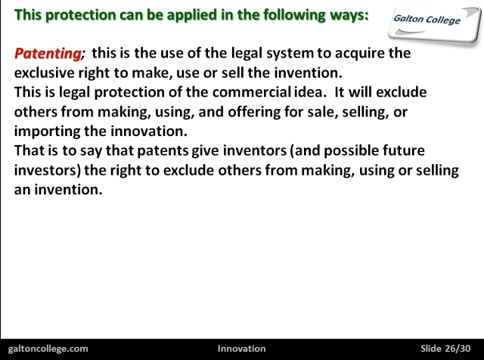 This protection can be applied in the following ways:
Galton College
Patenting; this is the use of the legal system to acquire the
exclusive right to make, use or sell the invention.
This is legal protection of the commercial idea. It will exclude
others from making, using, and offering for sale, selling, or
importing the innovation.
That is to say that patents give inventors (and possible future
investors) the right to exclude others from making, using or selling
an invention.
galtoncollege.com Innovation Slide 26/30